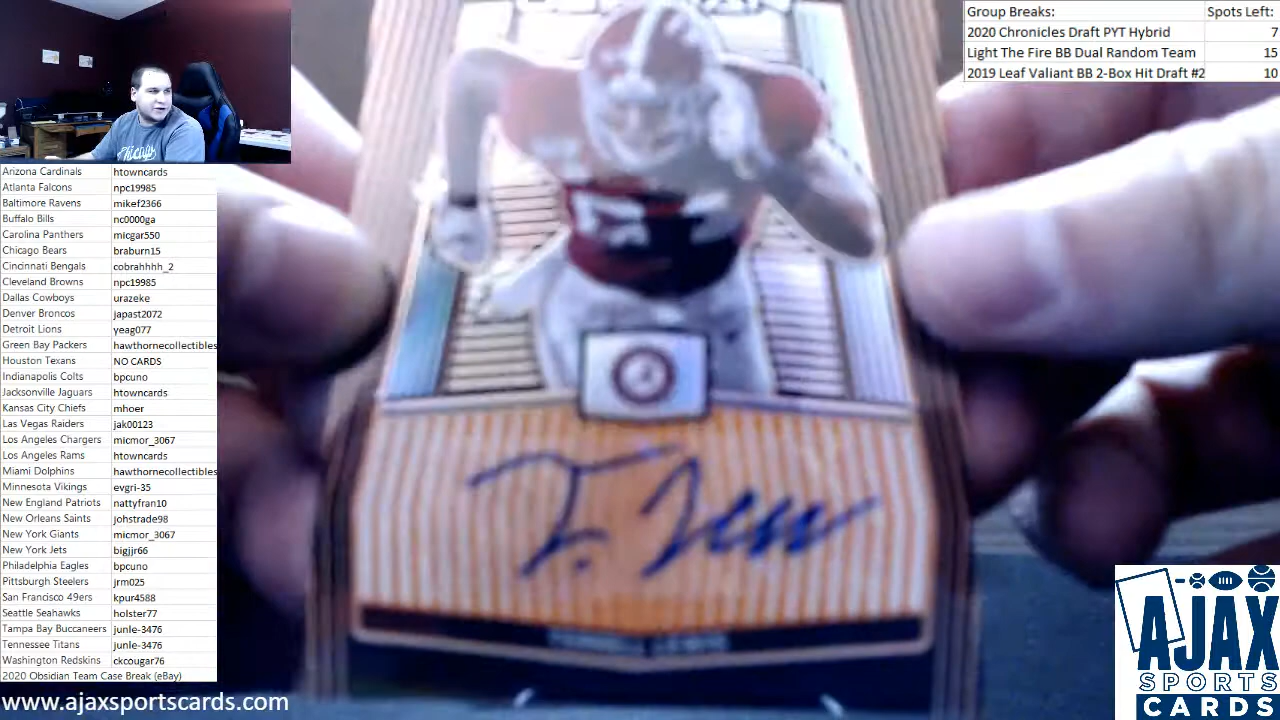 Group Breaks: Spots Left:
2020 Chronicles Draft PYT Hybrid 7
Light The Fire BB Dual Random Team 15
2019 Leaf Valiant BB 2-Box Hit Draft #2 10
Chicago
Arizona Cardinals htowncards
Atlanta Falcons npc19985
Baltimore Ravens mikef2366
Buffalo Bills nc0000ga
Carolina Panthers micgar550
Chicago Bears braburn15
Cincinnati Bengals cobrahhhh_2
Cleveland Browns npc19985
Dallas Cowboys urazeke
Denver Broncos japast2072
Detroit Lions yeag077
Green Bay Packers hawthornecollectibles
Houston Texans NO CARDS
Indianapolis Colts bpcuno
Jacksonville Jaguars htowncards
Kansas City Chiefs mhoer
Las Vegas Raiders jak00123
Los Angeles Chargers micmor_3067
Los Angeles Rams htowncards
Miami Dolphins hawthornecollectibles
Minnesota Vikings evgri-35
New England Patriots nattyfran10
New Orleans Saints johstrade98
New York Giants micmor_3067
New York Jets bigjjr66
Philadelphia Eagles bpcuno
Pittsburgh Steelers jrm025
San Francisco 49ers kpur4588
Seattle Seahawks holster77
Tampa Bay Buccaneers junle-3476
Tennessee Titans junle-3476
Washington Redskins ckcougar76
2020 Obsidian Team Case Break (eBay)
www.ajaxsportscards.com
AJAX
SPORTS
CARDS